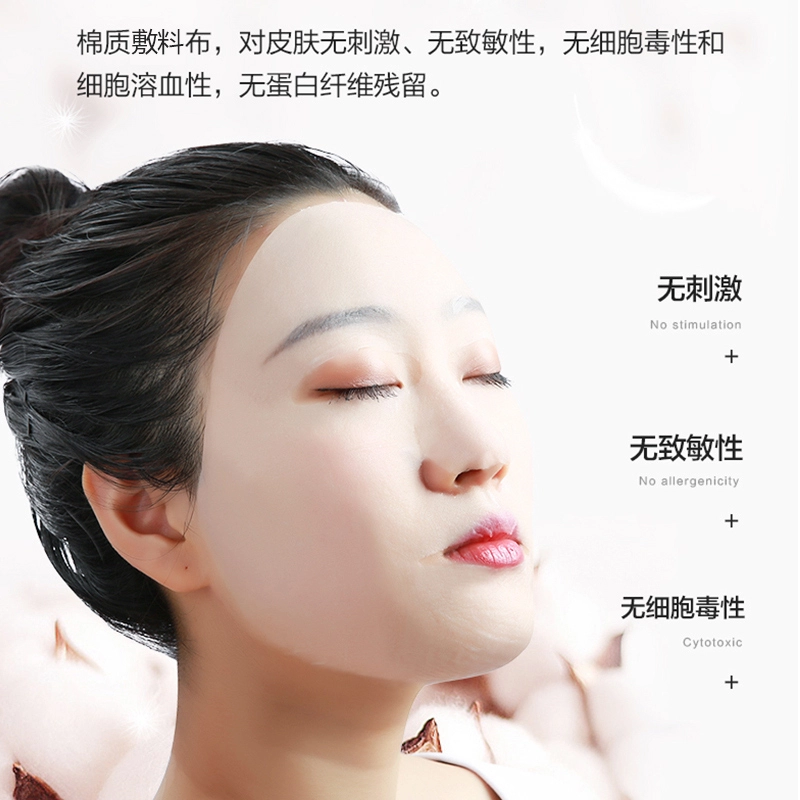 棉质敷料布，对皮肤无刺激、无致敏性，无细胞毒性和
细胞溶血性，无蛋白纤维残留。
无刺激
No stimulation
+
无致敏性
No allergenicity
+
无细胞毒性
Cytotoxic
+